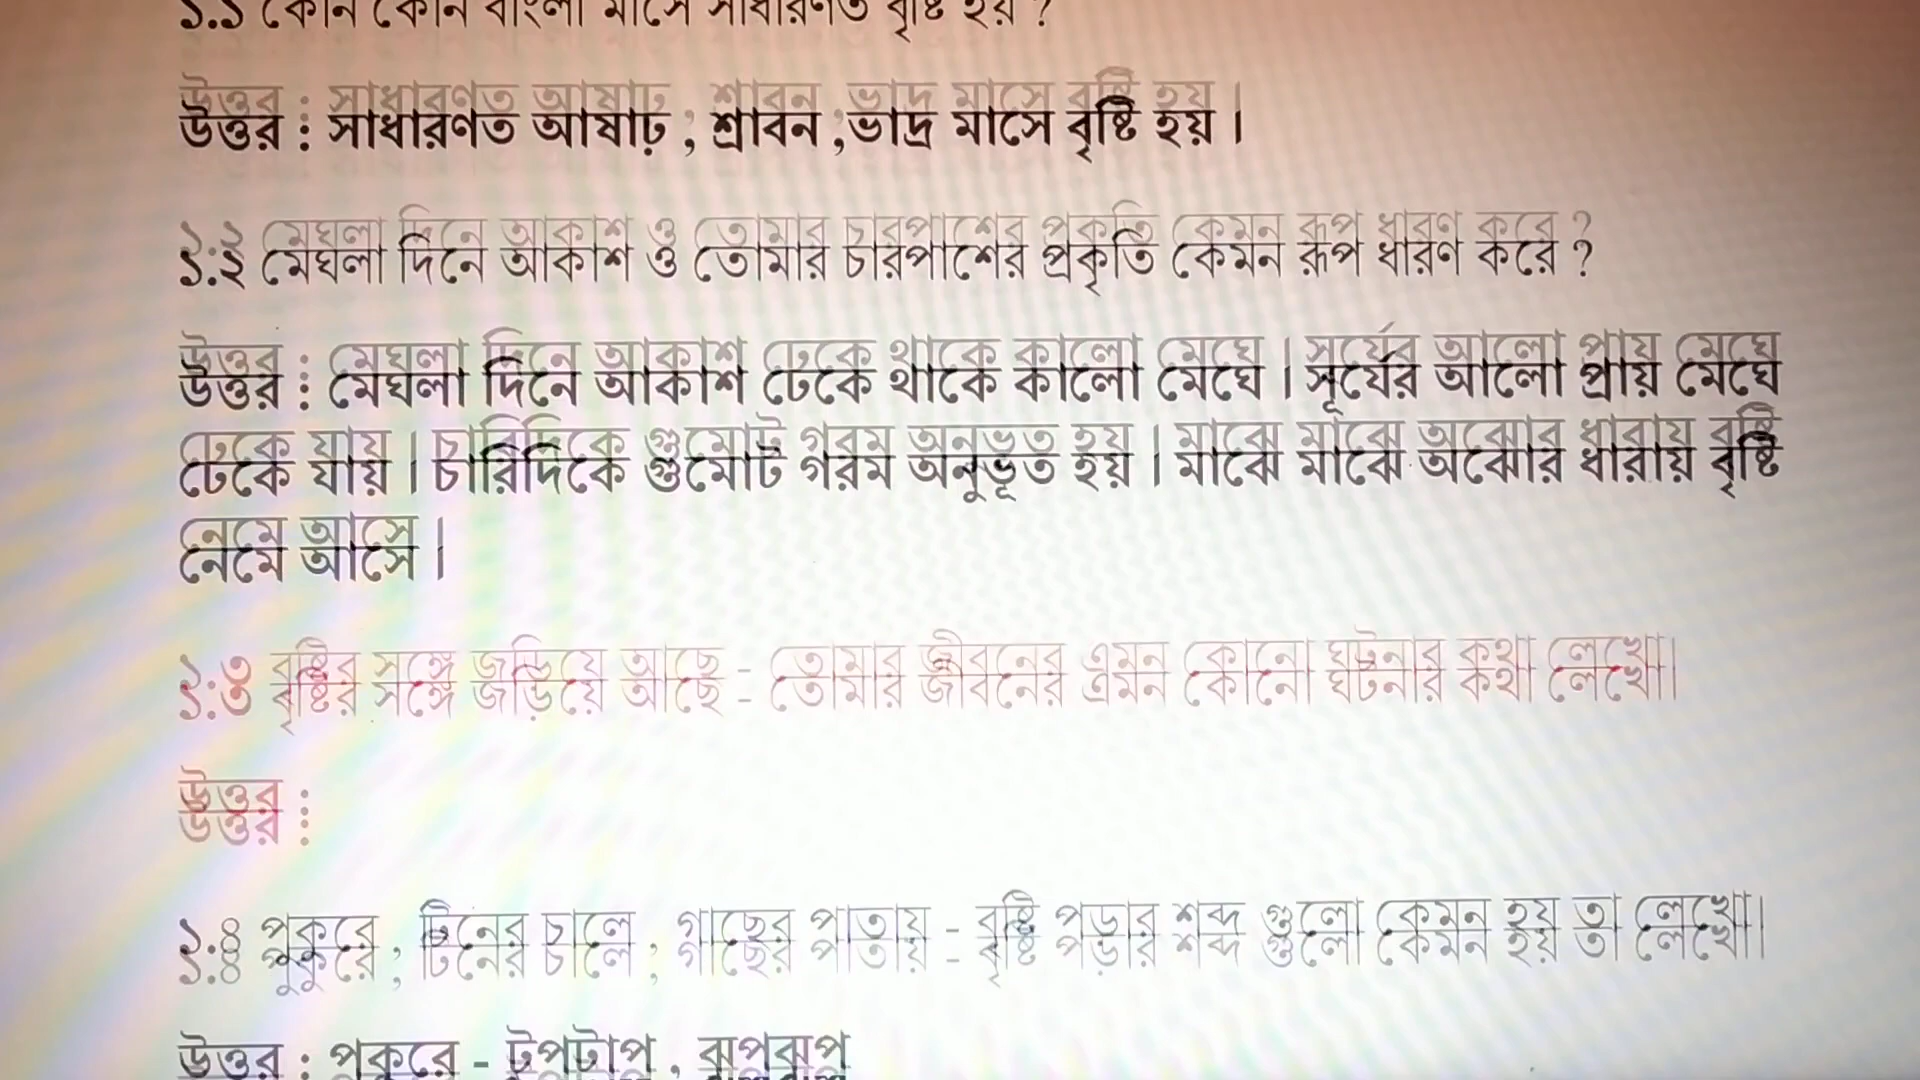 ১.১ কোন কোন বাংলা মাসে সাধারণত বৃষ্টি হয় ?
উত্তর : সাধারণত আষাঢ় , শ্রাবন ,ভাদ্র মাসে বৃষ্টি হয় ।
১.২ মেঘলা দিনে আকাশ ও তোমার চারপাশের প্রকৃতি কেমন রূপ ধারণ করে ?
উত্তর : মেঘলা দিনে আকাশ ঢেকে থাকে কালো মেঘে । সূর্যের আলো প্রায় মেঘে
ঢেকে যায় । চারিদিকে গুমোট গরম অনুভূত হয় । মাঝে মাঝে অঝোর ধারায় বৃষ্টি
নেমে আসে ।
১.৩ বৃষ্টির সঙ্গে জড়িয়ে আছে - তোমার জীবনের এমন কোনো ঘটনার কথা লেখো।
উত্তর :
১.৪ পুকুরে , টিনের চালে , গাছের পাতায় - বৃষ্টি পড়ার শব্দ গুলো কেমন হয় তা লেখো।
উত্তর : পুকুরে - টুপটাপ , ঝুপঝুপ